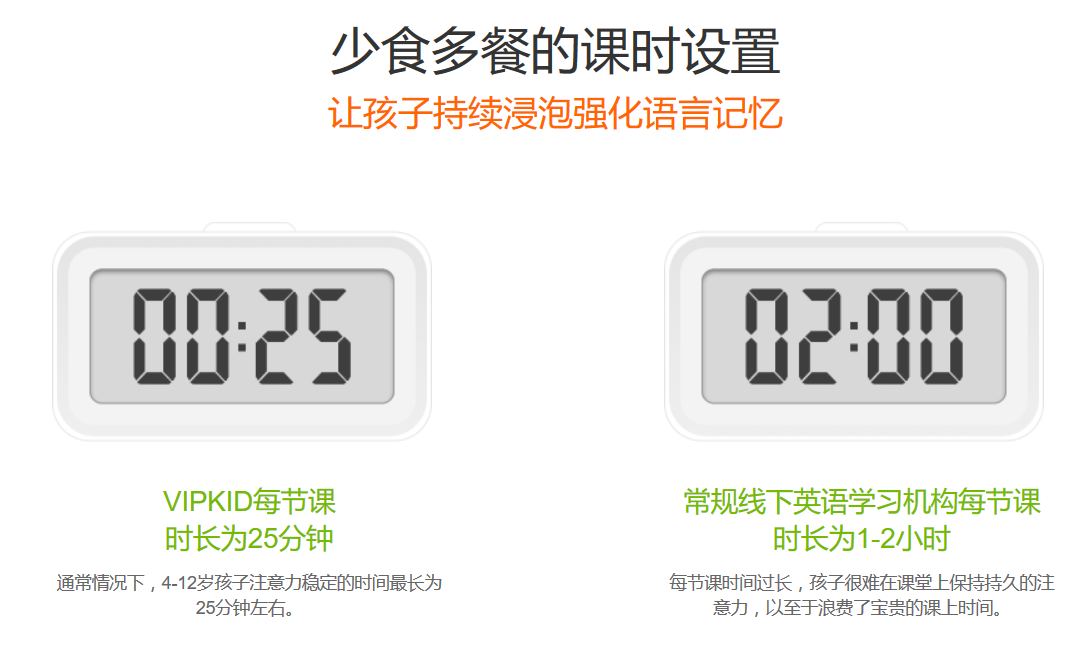 少食多餐的课时设置
让孩子持续浸泡强化语言记忆
00:25
02:00
VIPKID每节课
时长为25分钟
通常情况下，4-12岁孩子注意力稳定的时间最长为
25分钟左右。
常规线下英语学习机构每节课
时长为1-2小时
每节课时间过长，孩子很难在课堂上保持持久的注
意力，以至于浪费了宝贵的课上时间。